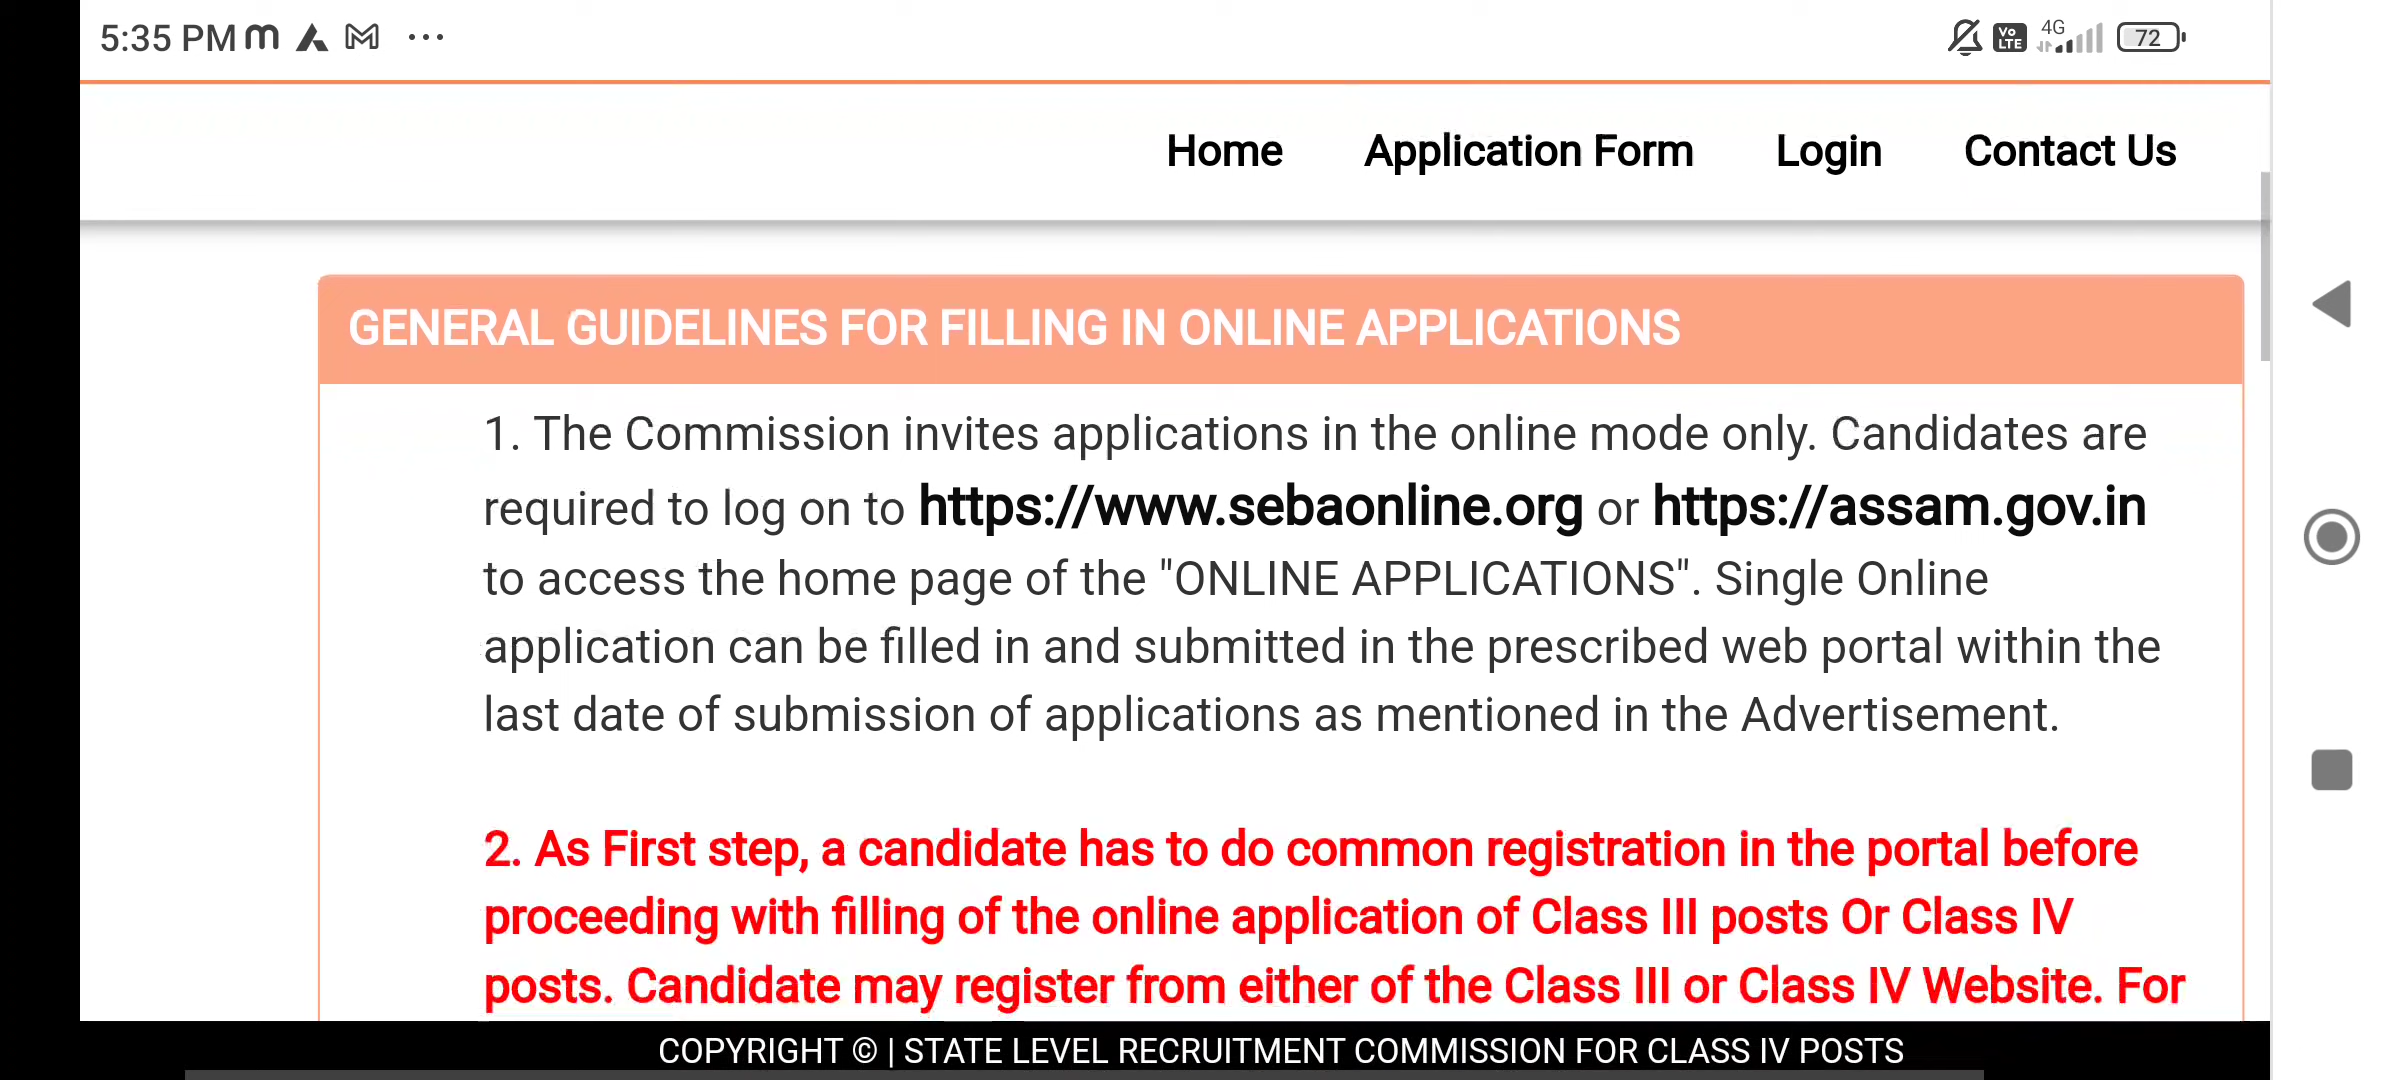 5:35 PM
Vo LTE 4G 72
Home Application Form Login Contact Us
GENERAL GUIDELINES FOR FILLING IN ONLINE APPLICATIONS
1. The Commission invites applications in the online mode only. Candidates are
required to log on to https://www.sebaonline.org or https://assam.gov.in
to access the home page of the "ONLINE APPLICATIONS". Single Online
application can be filled in and submitted in the prescribed web portal within the
last date of submission of applications as mentioned in the Advertisement.
2. As First step, a candidate has to do common registration in the portal before
proceeding with filling of the online application of Class III posts Or Class IV
posts. Candidate may register from either of the Class III or Class IV Website. For
COPYRIGHT © | STATE LEVEL RECRUITMENT COMMISSION FOR CLASS IV POSTS